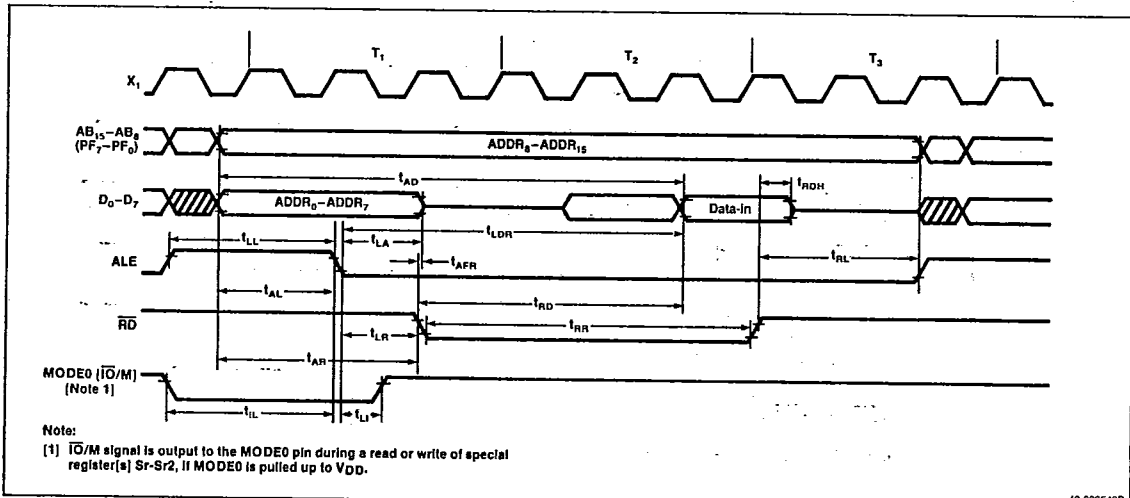 T1 T2 T3
X1
AB15–AB8
(PF7–PF0)
ADDR8–ADDR15
tAD
tRDH
D0–D7
ADDR0–ADDR7
Data-in
tLDR
tLL
tLA
ALE
tAFR
tRL
tAL
tRD
RD
tRR
tLR
tAR
MODE0 (IO/M)
[Note 1]
tIL
tLI
Note:
[1] IO/M signal is output to the MODE0 pin during a read or write of special
register[s] Sr-Sr2, if MODE0 is pulled up to VDD.